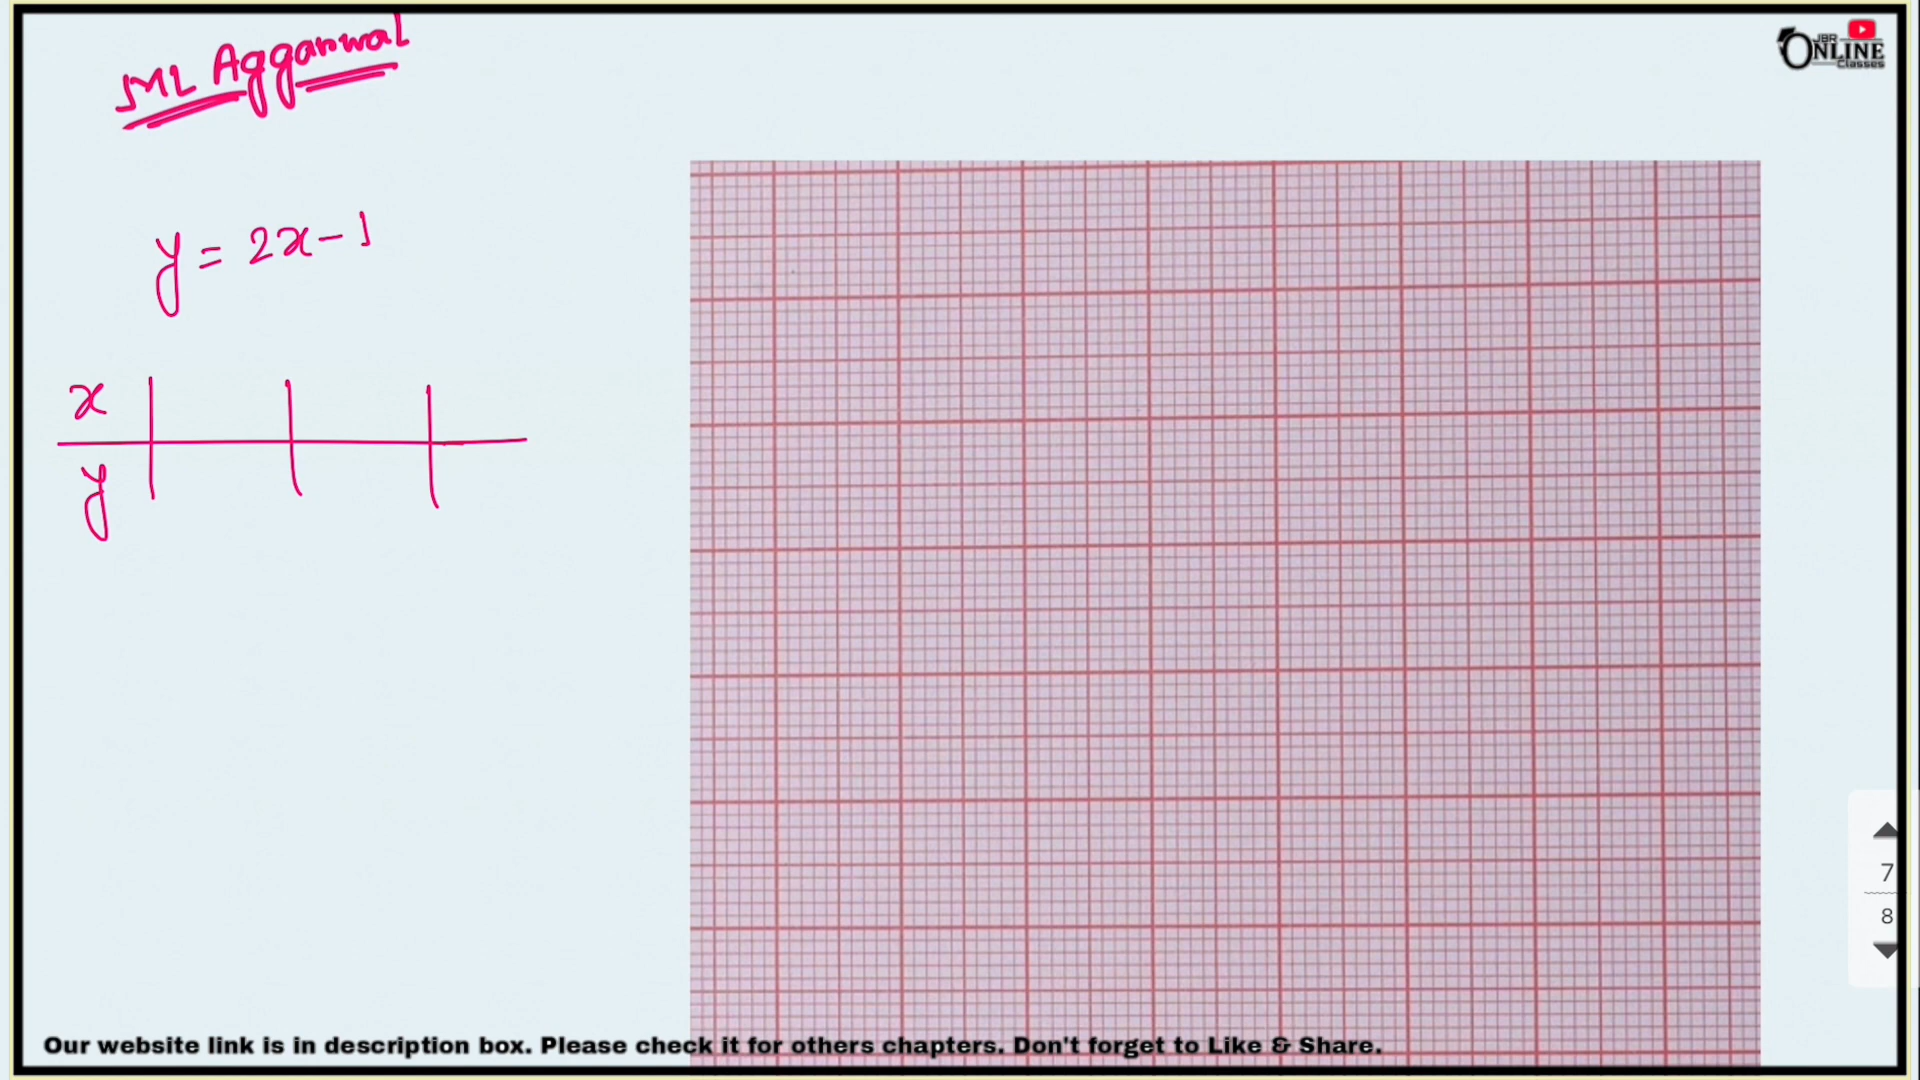 ML Aggarwal
JBR
ONLINE
Classes
y = 2x-1
x
y
7
8
Our website link is in description box. Please check it for others chapters. Don't forget to Like & Share.